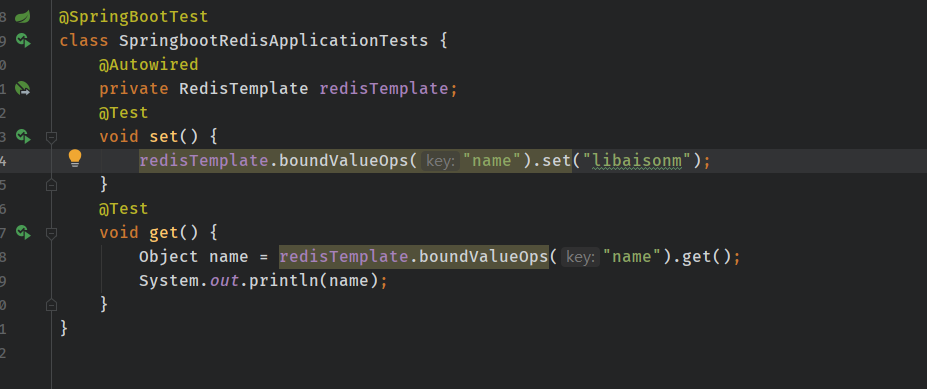 8 @SpringBootTest
9 class SpringbootRedisApplicationTests {
0 @Autowired
1 private RedisTemplate redisTemplate;
2 @Test
3 void set() {
4 redisTemplate.boundValueOps( key: "name").set("libaisonm");
5 }
6 @Test
7 void get() {
8 Object name = redisTemplate.boundValueOps( key: "name").get();
9 System.out.println(name);
0 }
1 }
2